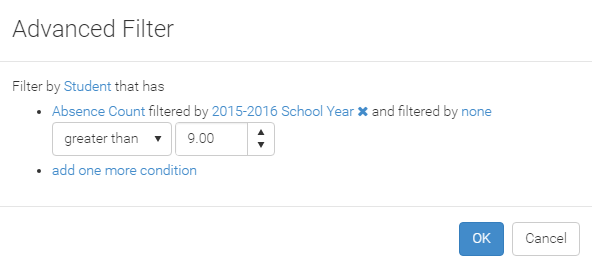 Advanced Filter
Filter by Student that has
• Absence Count filtered by 2015-2016 School Year ✖ and filtered by none
greater than ▼ 9.00 ▲ ▼
• add one more condition
OK Cancel